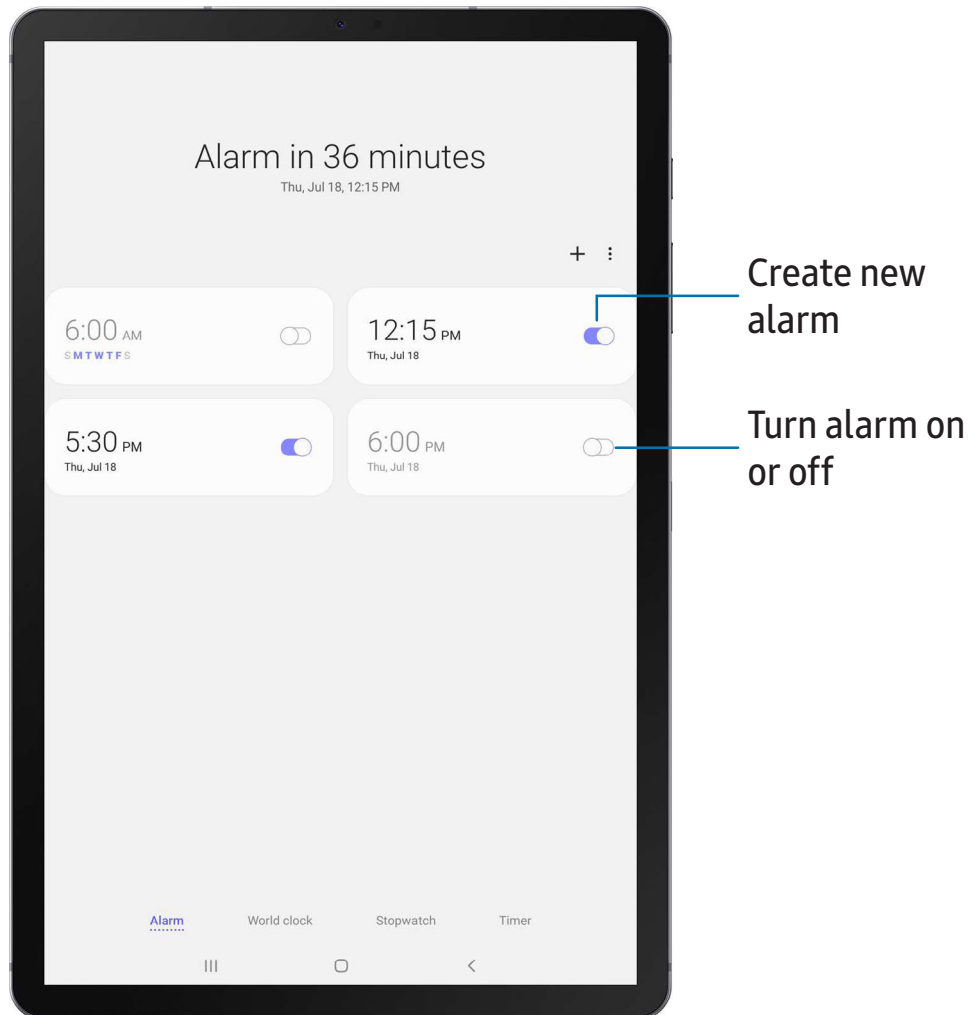 Alarm in 36 minutes
Thu, Jul 18, 12:15 PM
6:00 AM
SMTWTFS
12:15 PM
Thu, Jul 18
Create new
alarm
5:30 PM
Thu, Jul 18
6:00 PM
Thu, Jul 18
Turn alarm on
or off
Alarm World clock Stopwatch Timer